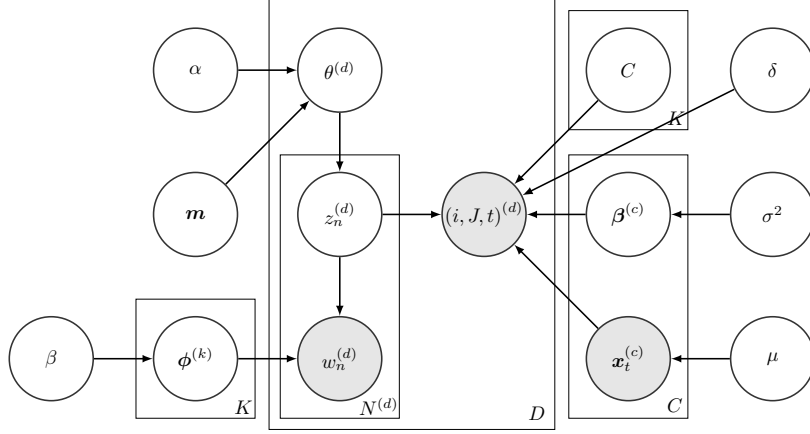 α θ^(d) C δ
K
m z_n^(d) (i, J, t)^(d) β^(c) σ²
β ϕ^(k) w_n^(d) x_t^(c) μ
K N^(d) D C